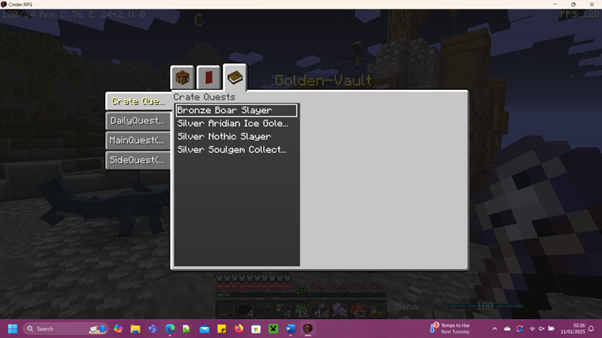 Cinder RPG
Golden-Vault
Crate Que...
DailyQuest...
MainQuest(...
SideQuest(...
Crate Quests
Bronze Boar Slayer
Silver Aridian Ice Gole...
Silver Nothic Slayer
Silver Soulgem Collect...
Mana:
Search
Temps to rise
Next Tuesday
02:26
11/01/2025